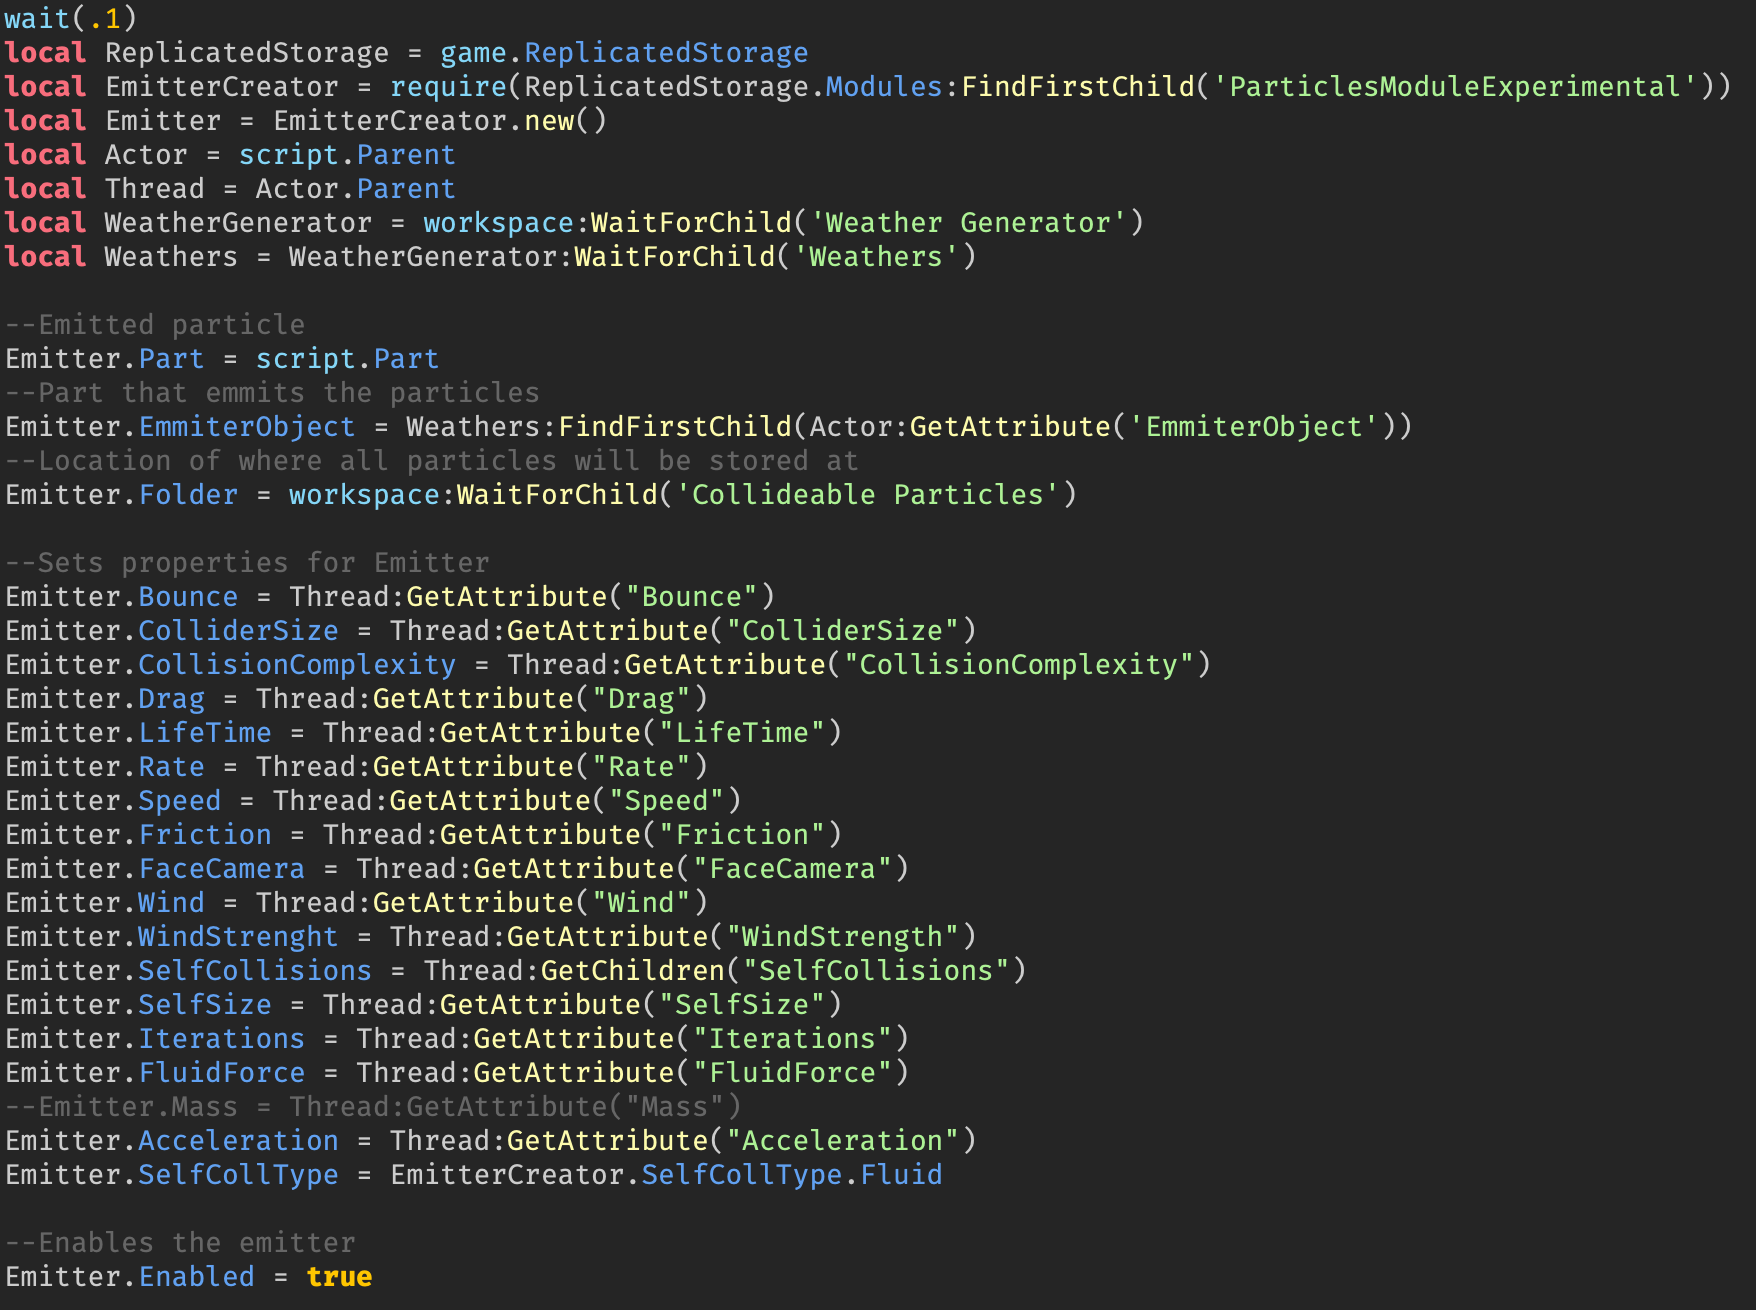 wait(.1)
local ReplicatedStorage = game.ReplicatedStorage
local EmitterCreator = require(ReplicatedStorage.Modules:FindFirstChild('ParticlesModuleExperimental'))
local Emitter = EmitterCreator.new()
local Actor = script.Parent
local Thread = Actor.Parent
local WeatherGenerator = workspace:WaitForChild('Weather Generator')
local Weathers = WeatherGenerator:WaitForChild('Weathers')
--Emitted particle
Emitter.Part = script.Part
--Part that emmits the particles
Emitter.EmmiterObject = Weathers:FindFirstChild(Actor:GetAttribute('EmmiterObject'))
--Location of where all particles will be stored at
Emitter.Folder = workspace:WaitForChild('Collideable Particles')
--Sets properties for Emitter
Emitter.Bounce = Thread:GetAttribute("Bounce")
Emitter.ColliderSize = Thread:GetAttribute("ColliderSize")
Emitter.CollisionComplexity = Thread:GetAttribute("CollisionComplexity")
Emitter.Drag = Thread:GetAttribute("Drag")
Emitter.LifeTime = Thread:GetAttribute("LifeTime")
Emitter.Rate = Thread:GetAttribute("Rate")
Emitter.Speed = Thread:GetAttribute("Speed")
Emitter.Friction = Thread:GetAttribute("Friction")
Emitter.FaceCamera = Thread:GetAttribute("FaceCamera")
Emitter.Wind = Thread:GetAttribute("Wind")
Emitter.WindStrenght = Thread:GetAttribute("WindStrength")
Emitter.SelfCollisions = Thread:GetChildren("SelfCollisions")
Emitter.SelfSize = Thread:GetAttribute("SelfSize")
Emitter.Iterations = Thread:GetAttribute("Iterations")
Emitter.FluidForce = Thread:GetAttribute("FluidForce")
--Emitter.Mass = Thread:GetAttribute("Mass")
Emitter.Acceleration = Thread:GetAttribute("Acceleration")
Emitter.SelfCollType = EmitterCreator.SelfCollType.Fluid
--Enables the emitter
Emitter.Enabled = true